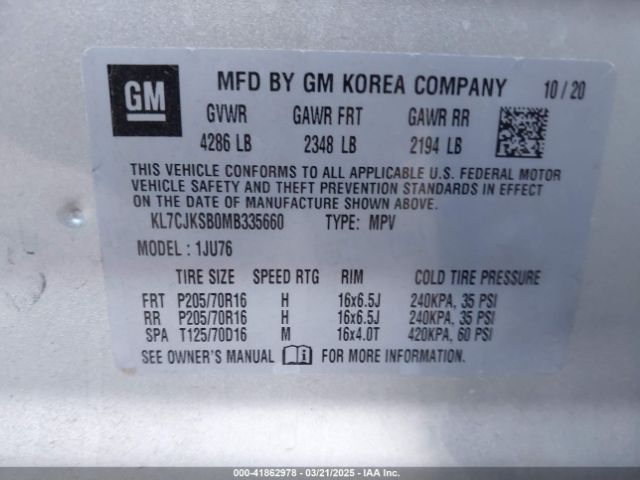 GM MFD BY GM KOREA COMPANY 10 / 20
GVWR GAWR FRT GAWR RR
4286 LB 2348 LB 2194 LB
THIS VEHICLE CONFORMS TO ALL APPLICABLE U.S. FEDERAL MOTOR
VEHICLE SAFETY AND THEFT PREVENTION STANDARDS IN EFFECT
ON THE DATE OF MANUFACTURE SHOWN ABOVE.
KL7CJKSB0MB335660 TYPE: MPV
MODEL : 1JU76
TIRE SIZE SPEED RTG RIM COLD TIRE PRESSURE
FRT P205/70R16 H 16x6.5J 240KPA, 35 PSI
RR P205/70R16 H 16x6.5J 240KPA, 35 PSI
SPA T125/70D16 M 16x4.0T 420KPA, 60 PSI
SEE OWNER'S MANUAL i FOR MORE INFORMATION.
000-41862978 - 03/21/2025 - IAA Inc.